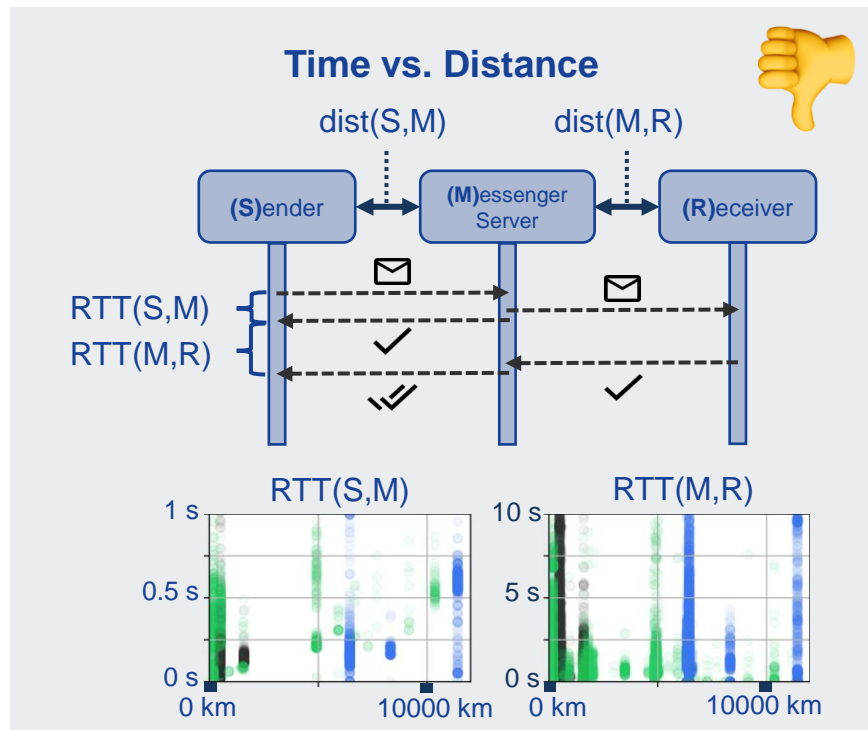 Time vs. Distance
dist(S,M)
dist(M,R)
(S)ender
(M)essenger
Server
(R)eceiver
RTT(S,M)
RTT(M,R)
RTT(S,M)
RTT(M,R)
1 s
0.5 s
0 s
0 km
10000 km
10 s
5 s
0 s
0 km
10000 km